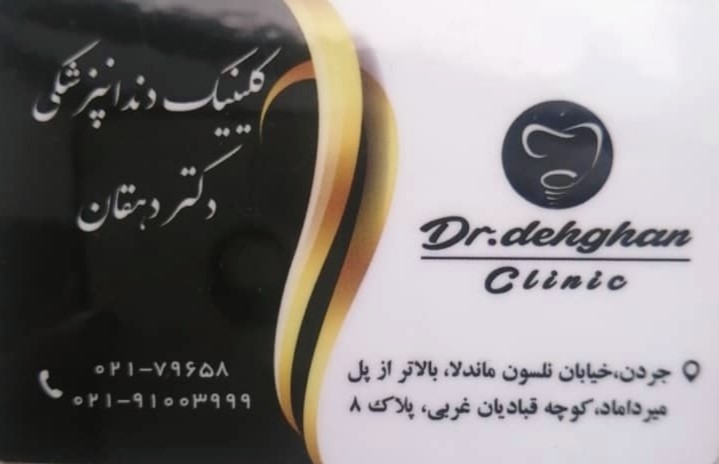 کلینیک دندانپزشکی
دکتر دهقان
۰۲۱-۷۹۶۵۸
۰۲۱-۹۱۰۰۳۹۹۹
Dr.dehghan
Clinic
جردن،خیابان نلسون ماندلا، بالاتر از پل
میرداماد،کوچه قبادیان غربی، پلاک ۸